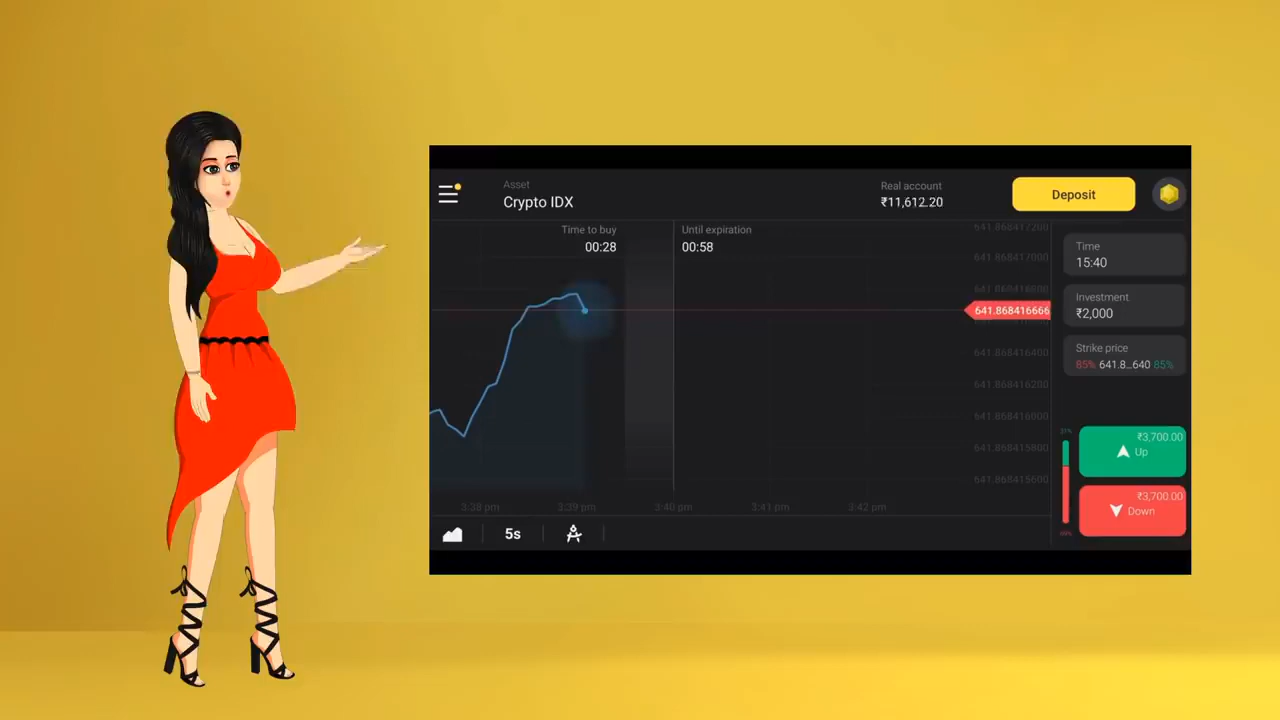 Asset
Crypto IDX
Real account
₹11,612.20
Deposit
Time to buy
00:28
Until expiration
00:58
641.868417200
641.868417000
641.868416666
641.868416400
641.868416200
641.868416000
641.868415800
641.868415600
Time
15:40
Investment
₹2,000
Strike price
85% 641.8...640 85%
₹3,700.00
Up
₹3,700.00
Down
3:38 pm
3:39 pm
3:40 pm
3:41 pm
3:42 pm
5s